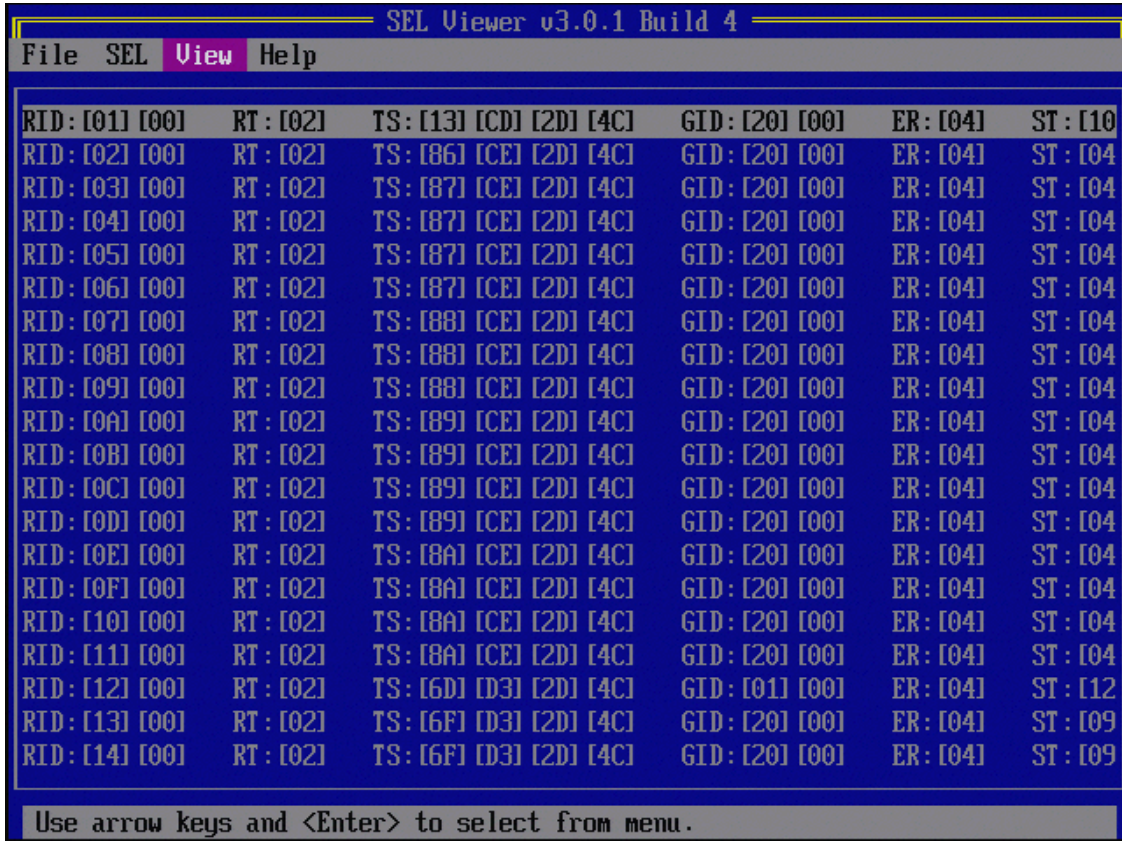 SEL Viewer v3.0.1 Build 4
File SEL View Help
RID:[01][00] RT:[02] TS:[13][CD][2D][4C] GID:[20][00] ER:[04] ST:[10
RID:[02][00] RT:[02] TS:[86][CE][2D][4C] GID:[20][00] ER:[04] ST:[04
RID:[03][00] RT:[02] TS:[87][CE][2D][4C] GID:[20][00] ER:[04] ST:[04
RID:[04][00] RT:[02] TS:[87][CE][2D][4C] GID:[20][00] ER:[04] ST:[04
RID:[05][00] RT:[02] TS:[87][CE][2D][4C] GID:[20][00] ER:[04] ST:[04
RID:[06][00] RT:[02] TS:[87][CE][2D][4C] GID:[20][00] ER:[04] ST:[04
RID:[07][00] RT:[02] TS:[88][CE][2D][4C] GID:[20][00] ER:[04] ST:[04
RID:[08][00] RT:[02] TS:[88][CE][2D][4C] GID:[20][00] ER:[04] ST:[04
RID:[09][00] RT:[02] TS:[88][CE][2D][4C] GID:[20][00] ER:[04] ST:[04
RID:[0A][00] RT:[02] TS:[89][CE][2D][4C] GID:[20][00] ER:[04] ST:[04
RID:[0B][00] RT:[02] TS:[89][CE][2D][4C] GID:[20][00] ER:[04] ST:[04
RID:[0C][00] RT:[02] TS:[89][CE][2D][4C] GID:[20][00] ER:[04] ST:[04
RID:[0D][00] RT:[02] TS:[89][CE][2D][4C] GID:[20][00] ER:[04] ST:[04
RID:[0E][00] RT:[02] TS:[8A][CE][2D][4C] GID:[20][00] ER:[04] ST:[04
RID:[0F][00] RT:[02] TS:[8A][CE][2D][4C] GID:[20][00] ER:[04] ST:[04
RID:[10][00] RT:[02] TS:[8A][CE][2D][4C] GID:[20][00] ER:[04] ST:[04
RID:[11][00] RT:[02] TS:[8A][CE][2D][4C] GID:[20][00] ER:[04] ST:[04
RID:[12][00] RT:[02] TS:[6D][D3][2D][4C] GID:[01][00] ER:[04] ST:[12
RID:[13][00] RT:[02] TS:[6F][D3][2D][4C] GID:[20][00] ER:[04] ST:[09
RID:[14][00] RT:[02] TS:[6F][D3][2D][4C] GID:[20][00] ER:[04] ST:[09
Use arrow keys and <Enter> to select from menu.